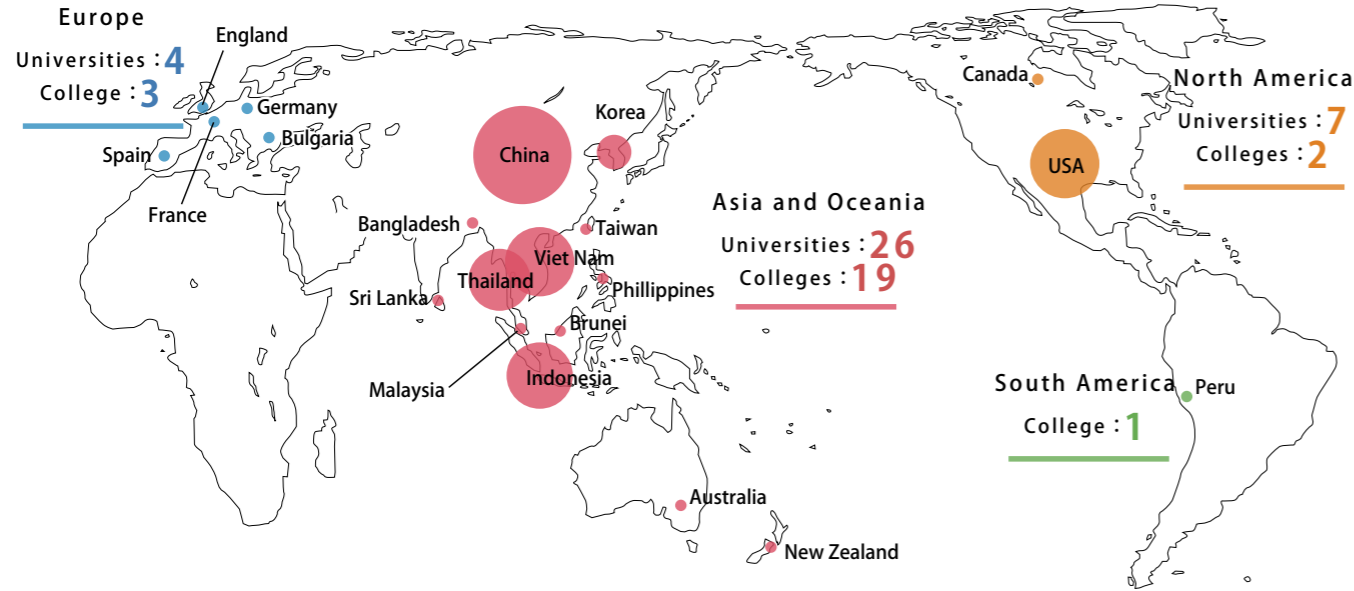 Europe
Universities：4
College：3
England
Germany
Bulgaria
Spain
France
China
Korea
Bangladesh
Taiwan
Viet Nam
Thailand
Phillippines
Sri Lanka
Brunei
Malaysia
Indonesia
Australia
New Zealand
Asia and Oceania
Universities：26
Colleges：19
Canada
USA
North America
Universities：7
Colleges：2
South America
College：1
Peru